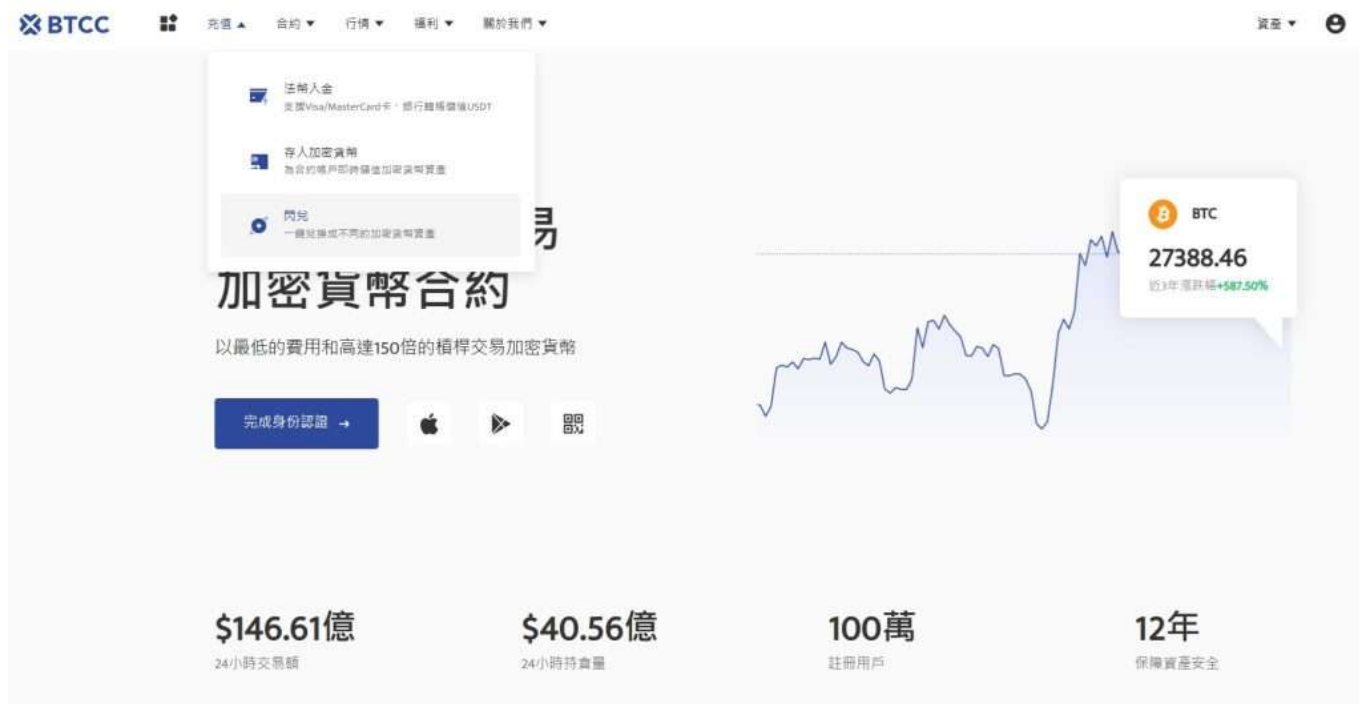 BTCC
充值 ▲ 合約 ▼ 行情 ▼ 福利 ▼ 關於我們 ▼ 資產 ▼
法幣入金
支援Visa/MasterCard卡、銀行轉帳儲值USDT
存入加密貨幣
為合約帳戶即時儲值加密貨幣資產
閃兌
一鍵兌換成不同的加密貨幣資產
易
加密貨幣合約
以最低的費用和高達150倍的槓桿交易加密貨幣
完成身份認證 →
BTC
27388.46
近3年漲跌幅+587.50%
$146.61億
24小時交易額
$40.56億
24小時持倉量
100萬
註冊用戶
12年
保障資產安全